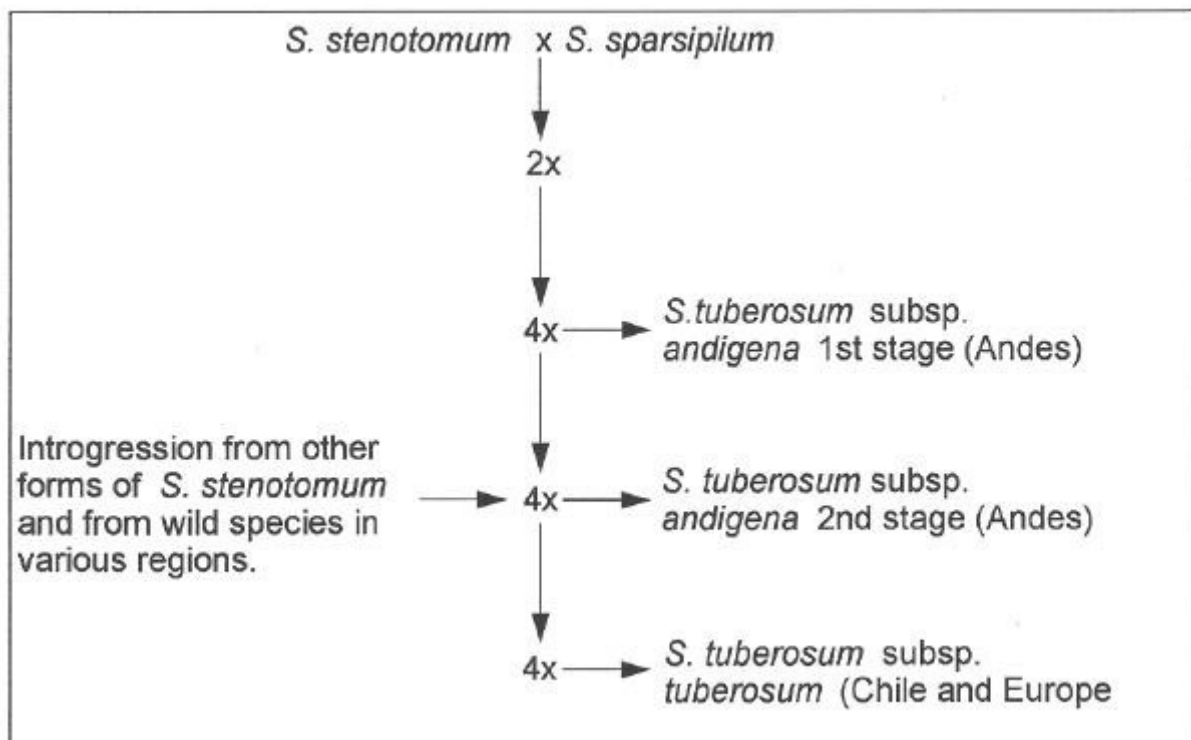 S. stenotomum x S. sparsipilum
2x
4x
S.tuberosum subsp.
andigena 1st stage (Andes)
Introgression from other
forms of S. stenotomum
and from wild species in
various regions.
4x
S. tuberosum subsp.
andigena 2nd stage (Andes)
4x
S. tuberosum subsp.
tuberosum (Chile and Europe